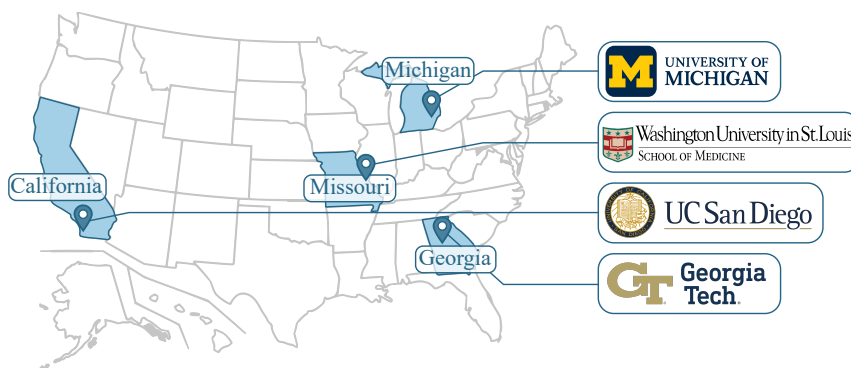 Michigan
UNIVERSITY OF
MICHIGAN
Washington University in St. Louis
SCHOOL OF MEDICINE
Missouri
California
UC San Diego
Georgia
GT Georgia
Tech